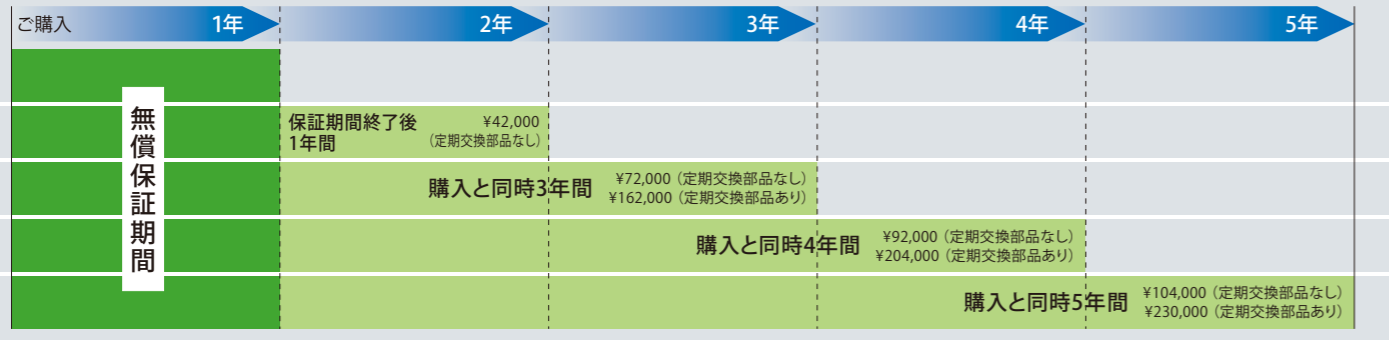 ご購入 1年 2年 3年 4年 5年
無償保証期間
保証期間終了後
1年間
¥42,000
（定期交換部品なし）
購入と同時3年間
¥72,000（定期交換部品なし）
¥162,000（定期交換部品あり）
購入と同時4年間
¥92,000（定期交換部品なし）
¥204,000（定期交換部品あり）
購入と同時5年間
¥104,000（定期交換部品なし）
¥230,000（定期交換部品あり）